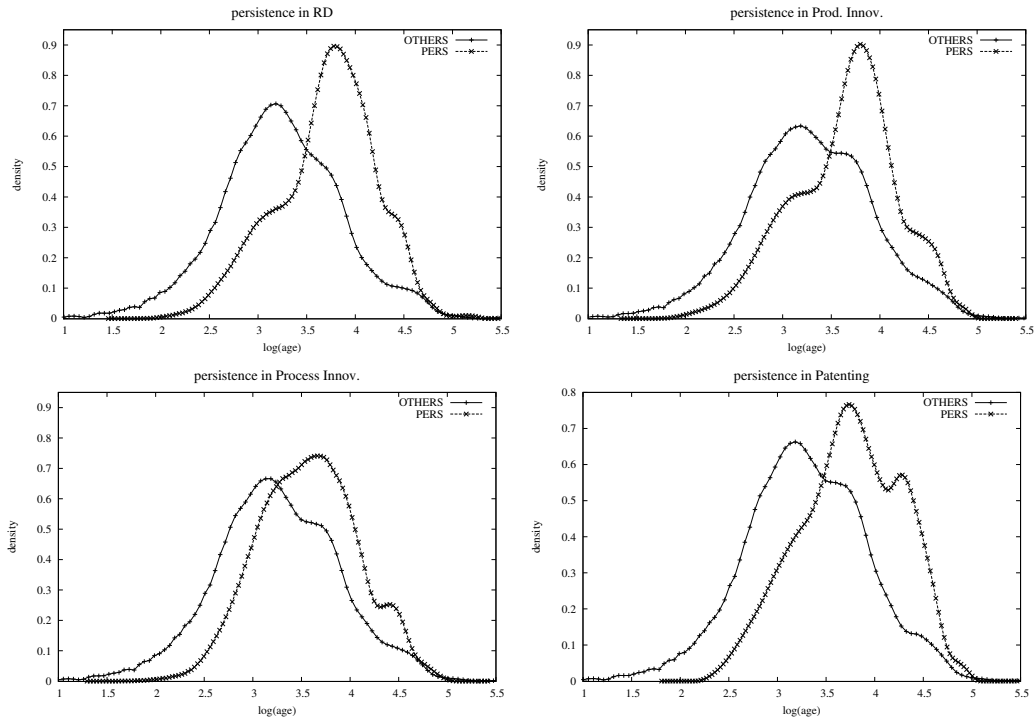 persistence in RD
OTHERS
PERS
density
0.9
0.8
0.7
0.6
0.5
0.4
0.3
0.2
0.1
0
1 1.5 2 2.5 3 3.5 4 4.5 5 5.5
log(age)
persistence in Prod. Innov.
OTHERS
PERS
density
0.9
0.8
0.7
0.6
0.5
0.4
0.3
0.2
0.1
0
1 1.5 2 2.5 3 3.5 4 4.5 5 5.5
log(age)
persistence in Process Innov.
OTHERS
PERS
density
0.9
0.8
0.7
0.6
0.5
0.4
0.3
0.2
0.1
0
1 1.5 2 2.5 3 3.5 4 4.5 5 5.5
log(age)
persistence in Patenting
OTHERS
PERS
density
0.8
0.7
0.6
0.5
0.4
0.3
0.2
0.1
0
1 1.5 2 2.5 3 3.5 4 4.5 5 5.5
log(age)